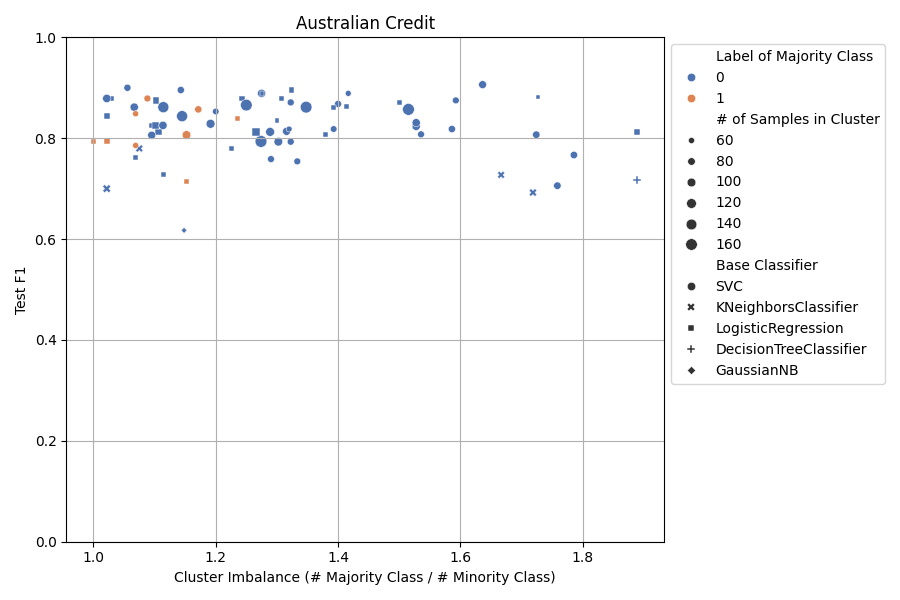 Australian Credit
1.0
0.8
0.6
0.4
0.2
0.0
Test F1
1.0
1.2
1.4
1.6
1.8
Cluster Imbalance (# Majority Class / # Minority Class)
Label of Majority Class
0
1
# of Samples in Cluster
60
80
100
120
140
160
Base Classifier
SVC
KNeighborsClassifier
LogisticRegression
DecisionTreeClassifier
GaussianNB